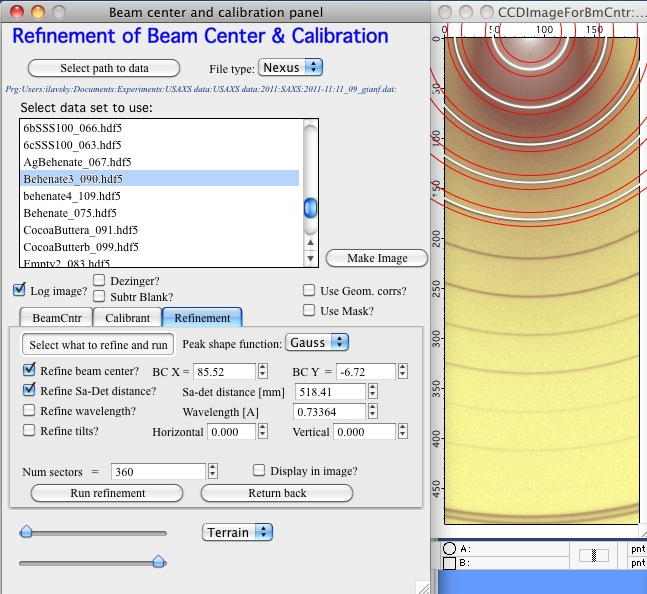 Beam center and calibration panel
Refinement of Beam Center & Calibration
Select path to data
File type: Nexus
Prg:Users:ilavsky:Documents:Experiments:USAXS data:USAXS data:2011:SAXS:2011-11:11_09_gianf.dat:
Select data set to use:
6bSSS100_066.hdf5
6cSSS100_063.hdf5
AgBehenate_067.hdf5
Behenate3_090.hdf5
behenate4_109.hdf5
Behenate_075.hdf5
CocoaButtera_091.hdf5
CocoaButterb_099.hdf5
Empty2_083.hdf5
Make Image
Log image?
Dezinger?
Subtr Blank?
Use Geom. corrs?
Use Mask?
BeamCntr
Calibrant
Refinement
Select what to refine and run
Peak shape function: Gauss
Refine beam center? BC X = 85.52 BC Y = -6.72
Refine Sa-Det distance? Sa-det distance [mm] 518.41
Refine wavelength? Wavelength [A] 0.73364
Refine tilts? Horizontal 0.000 Vertical 0.000
Num sectors = 360
Display in image?
Run refinement
Return back
Terrain
CCDImageForBmCntr:...
0 50 100 150
0
50
100
150
200
250
300
350
400
450
A: pnt
B: pnt